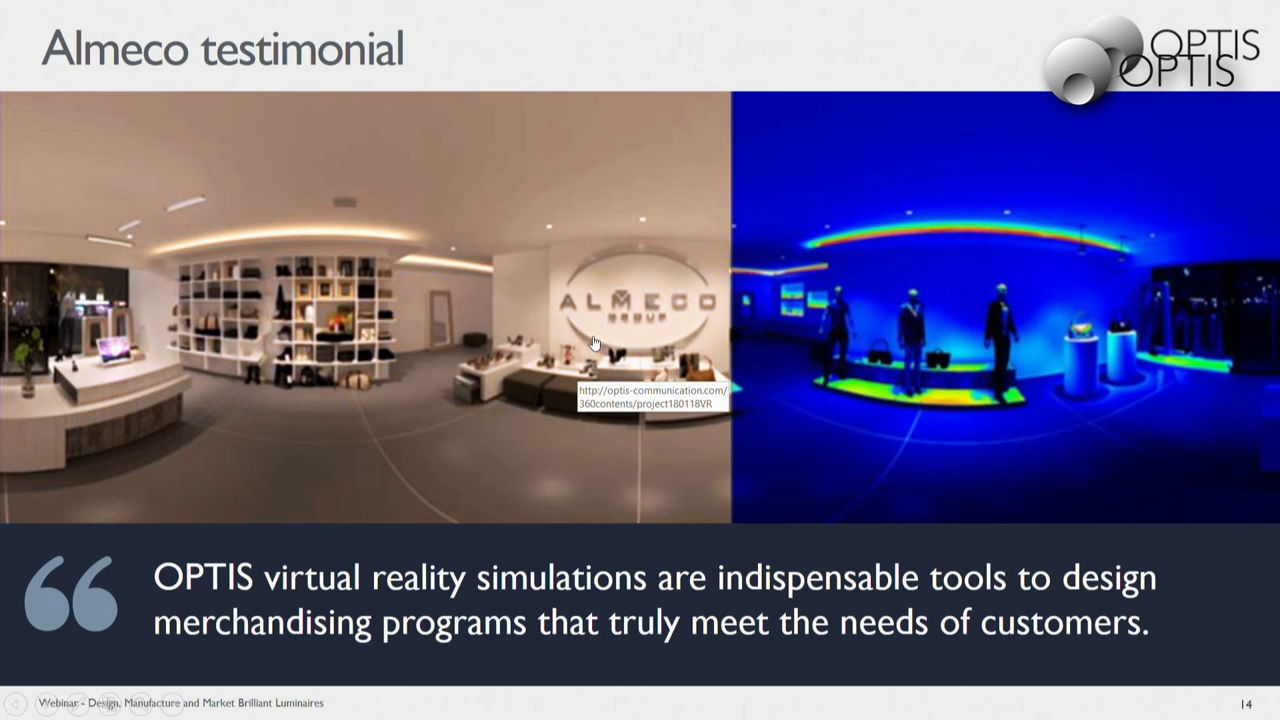 Almeco testimonial
OPTIS
OPTIS
ALMECO
GROUP
http://optis-communication.com/
360contents/project180118VR
OPTIS virtual reality simulations are indispensable tools to design
merchandising programs that truly meet the needs of customers.
Webinar - Design, Manufacture and Market Brilliant Luminaires
14